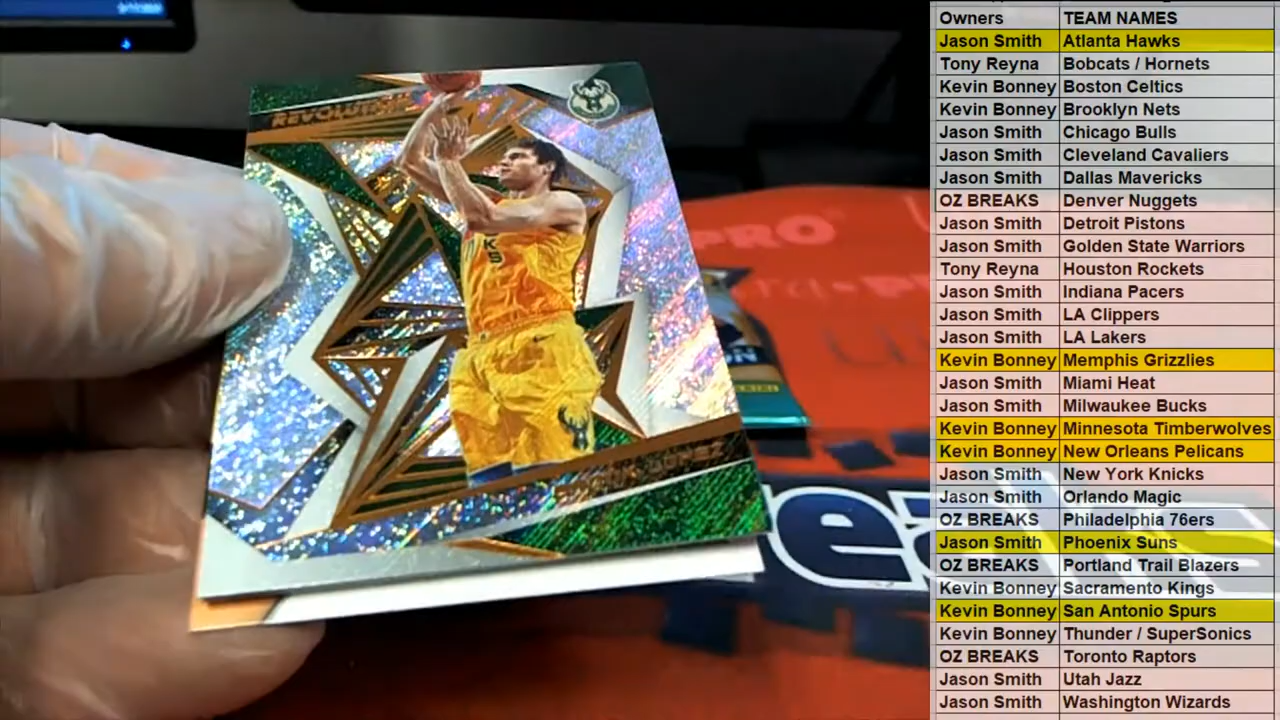 REVOLUTI
KS
LOPEZ
PRO
eaks
Owners TEAM NAMES
Jason Smith Atlanta Hawks
Tony Reyna Bobcats / Hornets
Kevin Bonney Boston Celtics
Kevin Bonney Brooklyn Nets
Jason Smith Chicago Bulls
Jason Smith Cleveland Cavaliers
Jason Smith Dallas Mavericks
OZ BREAKS Denver Nuggets
Jason Smith Detroit Pistons
Jason Smith Golden State Warriors
Tony Reyna Houston Rockets
Jason Smith Indiana Pacers
Jason Smith LA Clippers
Jason Smith LA Lakers
Kevin Bonney Memphis Grizzlies
Jason Smith Miami Heat
Jason Smith Milwaukee Bucks
Kevin Bonney Minnesota Timberwolves
Kevin Bonney New Orleans Pelicans
Jason Smith New York Knicks
Jason Smith Orlando Magic
OZ BREAKS Philadelphia 76ers
Jason Smith Phoenix Suns
OZ BREAKS Portland Trail Blazers
Kevin Bonney Sacramento Kings
Kevin Bonney San Antonio Spurs
Kevin Bonney Thunder / SuperSonics
OZ BREAKS Toronto Raptors
Jason Smith Utah Jazz
Jason Smith Washington Wizards